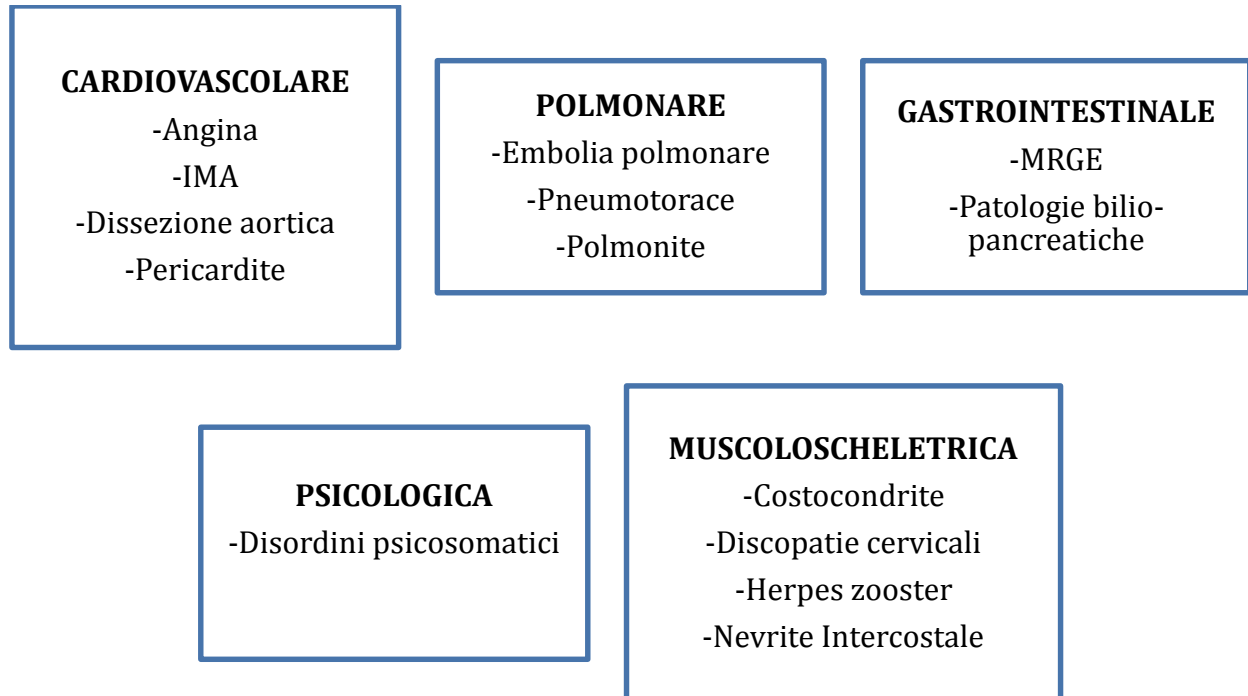 CARDIOVASCOLARE
-Angina
-IMA
-Dissezione aortica
-Pericardite
POLMONARE
-Embolia polmonare
-Pneumotorace
-Polmonite
GASTROINTESTINALE
-MRGE
-Patologie bilio-
pancreatiche
PSICOLOGICA
-Disordini psicosomatici
MUSCOLOSCHELETRICA
-Costocondrite
-Discopatie cervicali
-Herpes zooster
-Nevrite Intercostale